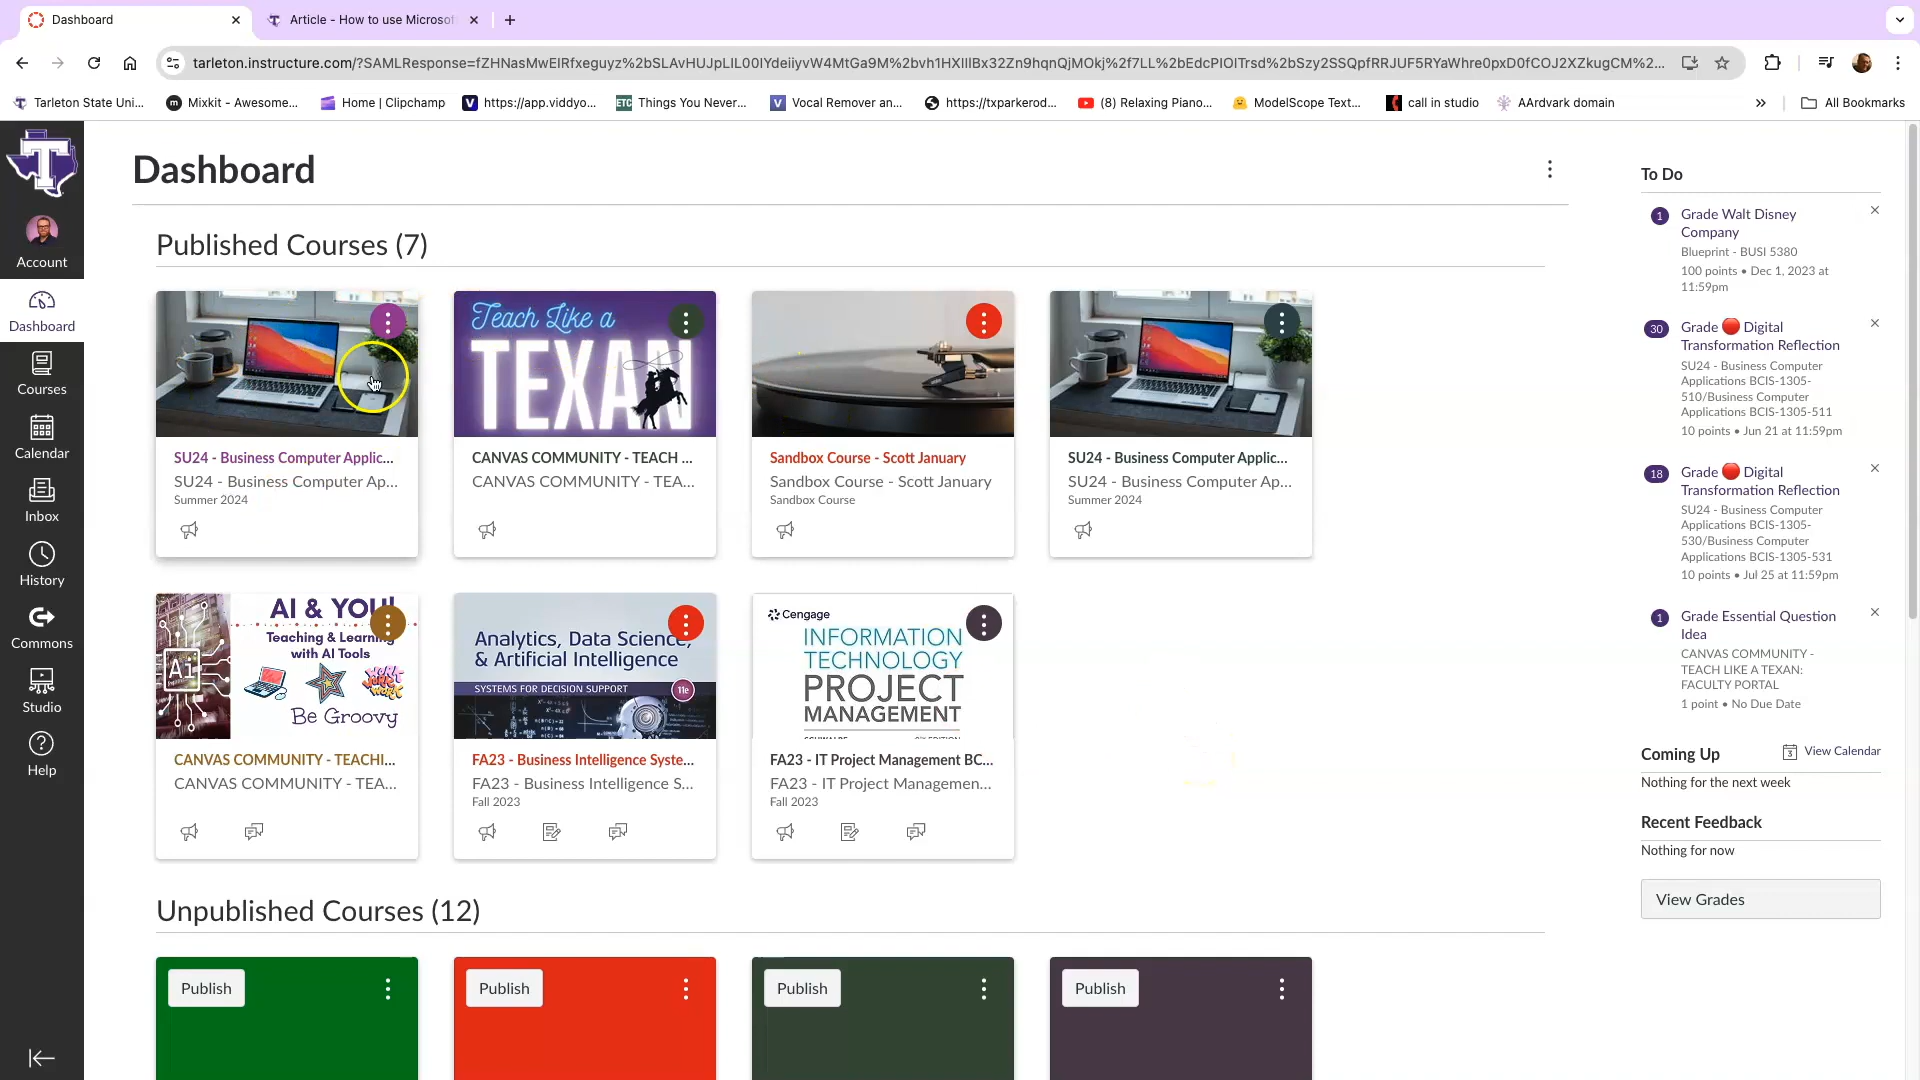 Dashboard
Article - How to use Microsof
tarleton.instructure.com/?SAMLResponse=
Tarleton State Uni...
Mixkit - Awesome...
Home | Clipchamp
https://app.viddyo...
ETC Things You Never...
Vocal Remover an...
https://txparkerod...
(8) Relaxing Piano...
ModelScope Text...
call in studio
AArdvark domain
All Bookmarks
T
Account
Dashboard
Courses
Calendar
Inbox
History
Commons
Studio
Help
Dashboard
Published Courses (7)
SU24 - Business Computer Applic...
SU24 - Business Computer Ap...
Summer 2024
Teach Like a
TEXAN
CANVAS COMMUNITY - TEACH ...
CANVAS COMMUNITY - TEA...
Sandbox Course - Scott January
Sandbox Course - Scott January
Sandbox Course
SU24 - Business Computer Applic...
SU24 - Business Computer Ap...
Summer 2024
AI & YOU!
Teaching & Learning
with AI Tools
Ai
Be Groovy
CANVAS COMMUNITY - TEACHI...
CANVAS COMMUNITY - TEA...
Analytics, Data Science,
& Artificial Intelligence
SYSTEMS FOR DECISION SUPPORT
11e
FA23 - Business Intelligence Syste...
FA23 - Business Intelligence S...
Fall 2023
Cengage
INFORMATION
TECHNOLOGY
PROJECT
MANAGEMENT
FA23 - IT Project Management BC...
FA23 - IT Project Managemen...
Fall 2023
Unpublished Courses (12)
Publish
Publish
Publish
Publish
To Do
1
Grade Walt Disney
Company
Blueprint - BUSI 5380
100 points • Dec 1, 2023 at
11:59pm
30
Grade 🔴 Digital
Transformation Reflection
SU24 - Business Computer
Applications BCIS-1305-
510/Business Computer
Applications BCIS-1305-511
10 points • Jun 21 at 11:59pm
18
Grade 🔴 Digital
Transformation Reflection
SU24 - Business Computer
Applications BCIS-1305-
530/Business Computer
Applications BCIS-1305-531
10 points • Jul 25 at 11:59pm
1
Grade Essential Question
Idea
CANVAS COMMUNITY -
TEACH LIKE A TEXAN:
FACULTY PORTAL
1 point • No Due Date
Coming Up
View Calendar
Nothing for the next week
Recent Feedback
Nothing for now
View Grades